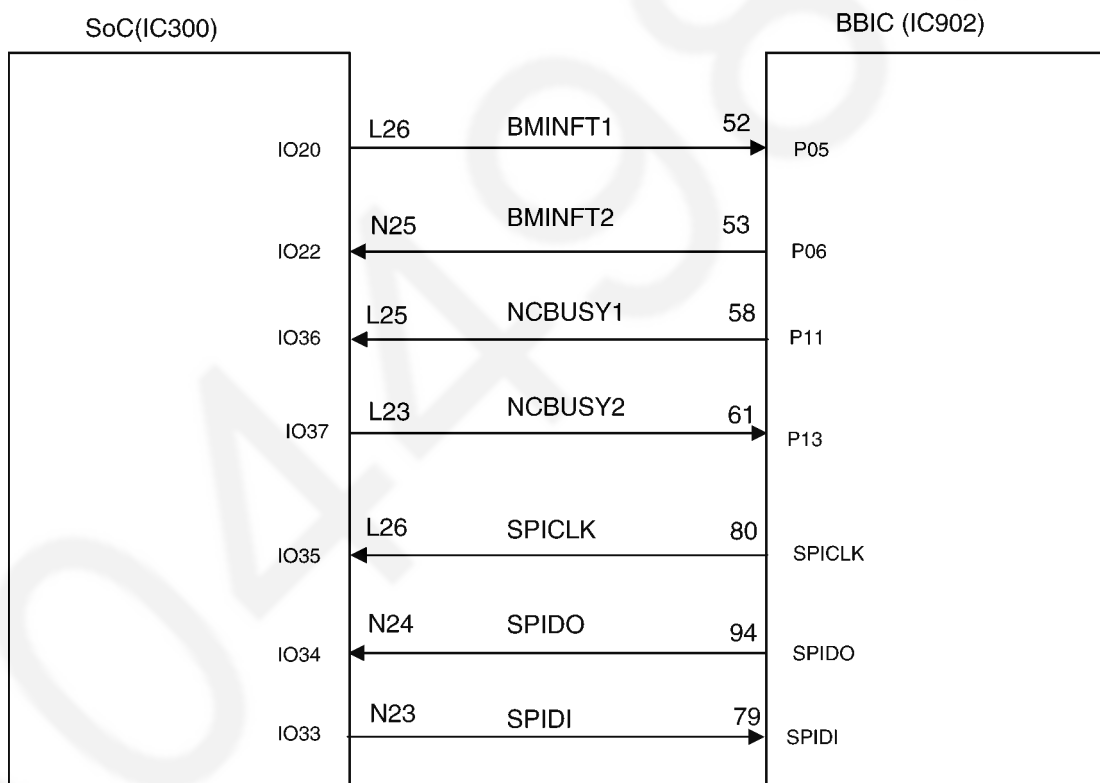 SoC(IC300)
BBIC (IC902)
L26 BMINFT1 52
IO20 P05
N25 BMINFT2 53
IO22 P06
L25 NCBUSY1 58
IO36 P11
L23 NCBUSY2 61
IO37 P13
L26 SPICLK 80
IO35 SPICLK
N24 SPIDO 94
IO34 SPIDO
N23 SPIDI 79
IO33 SPIDI